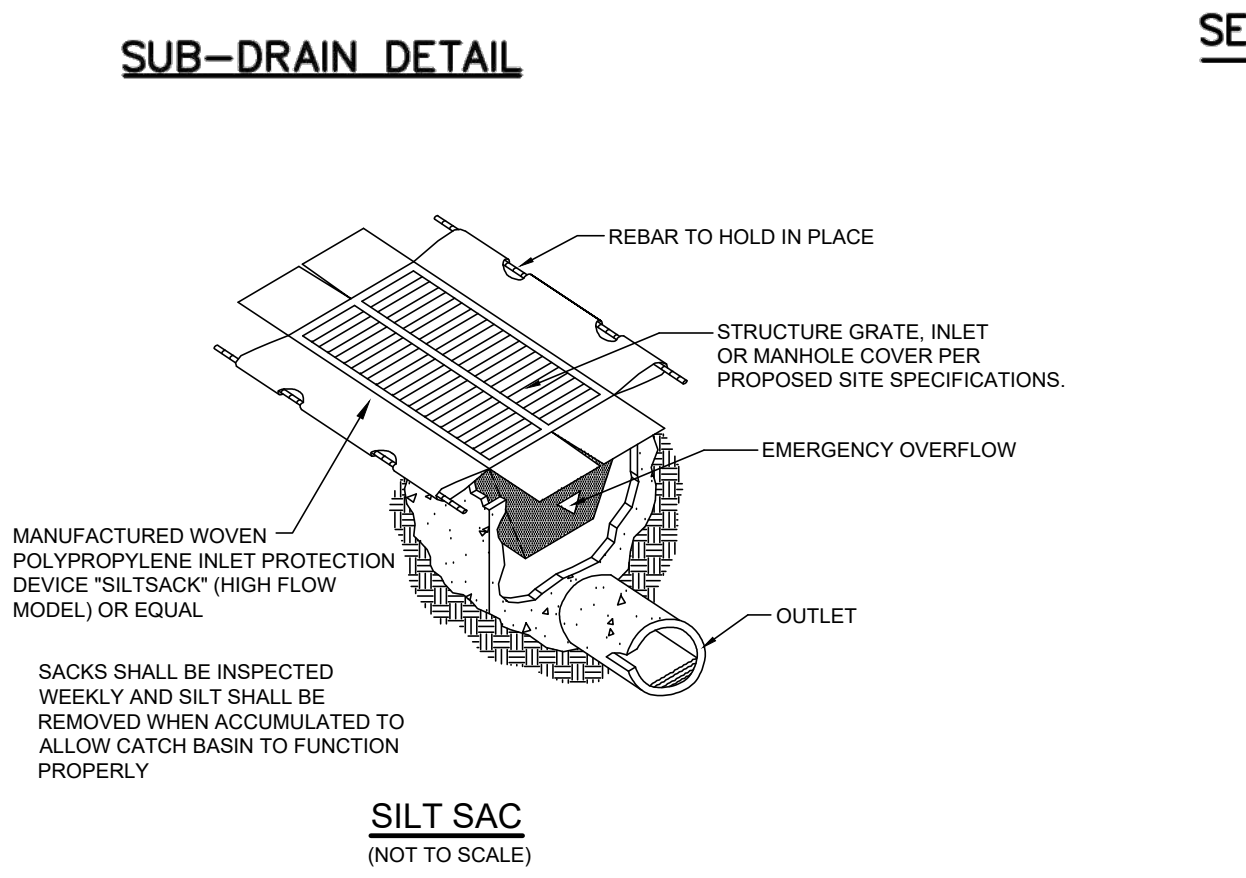 SUB-DRAIN DETAIL
SE
REBAR TO HOLD IN PLACE
STRUCTURE GRATE, INLET
OR MANHOLE COVER PER
PROPOSED SITE SPECIFICATIONS.
EMERGENCY OVERFLOW
MANUFACTURED WOVEN
POLYPROPYLENE INLET PROTECTION
DEVICE "SILTSACK" (HIGH FLOW
MODEL) OR EQUAL
OUTLET
SACKS SHALL BE INSPECTED
WEEKLY AND SILT SHALL BE
REMOVED WHEN ACCUMULATED TO
ALLOW CATCH BASIN TO FUNCTION
PROPERLY
SILT SAC
(NOT TO SCALE)